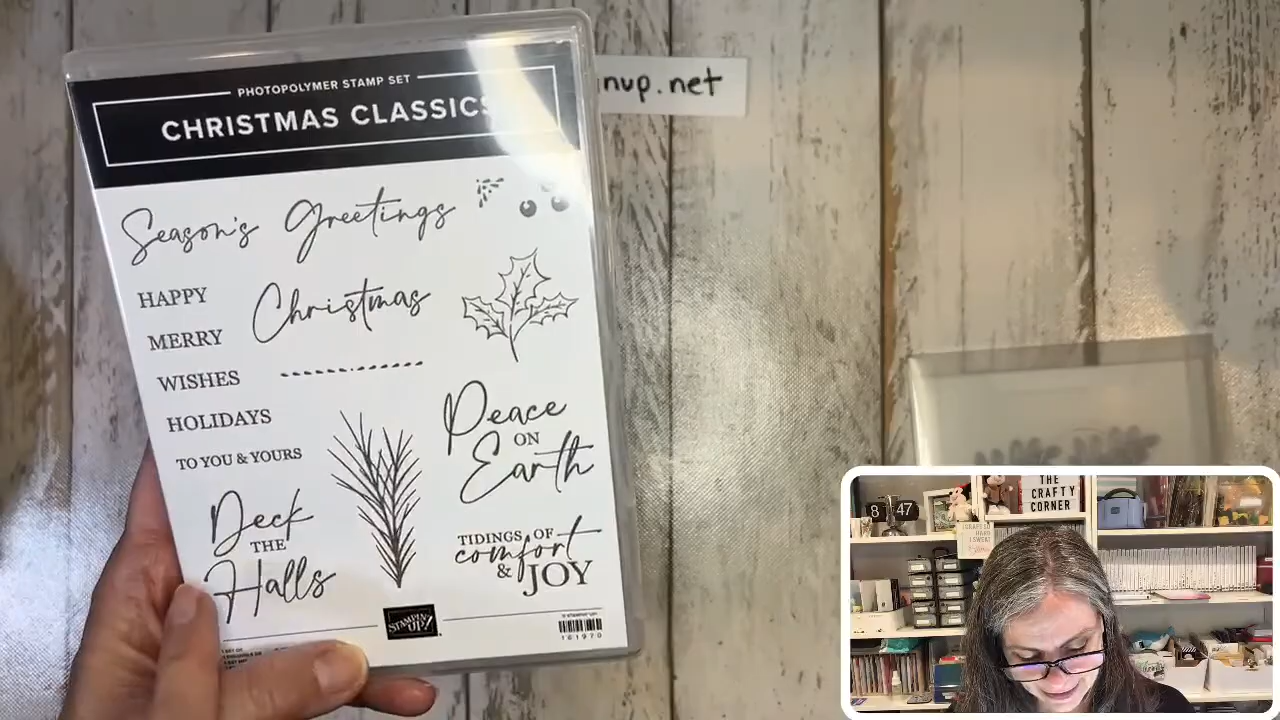 PHOTOPOLYMER STAMP SET
CHRISTMAS CLASSICS
nup.net
Season's Greetings
HAPPY
Christmas
MERRY
WISHES
HOLIDAYS
TO YOU & YOURS
Peace
ON
Earth
Deck
THE
Halls
TIDINGS OF
comfort
& JOY
STAMPIN' UP!
161970
8 47
THE
CRAFTY
CORNER